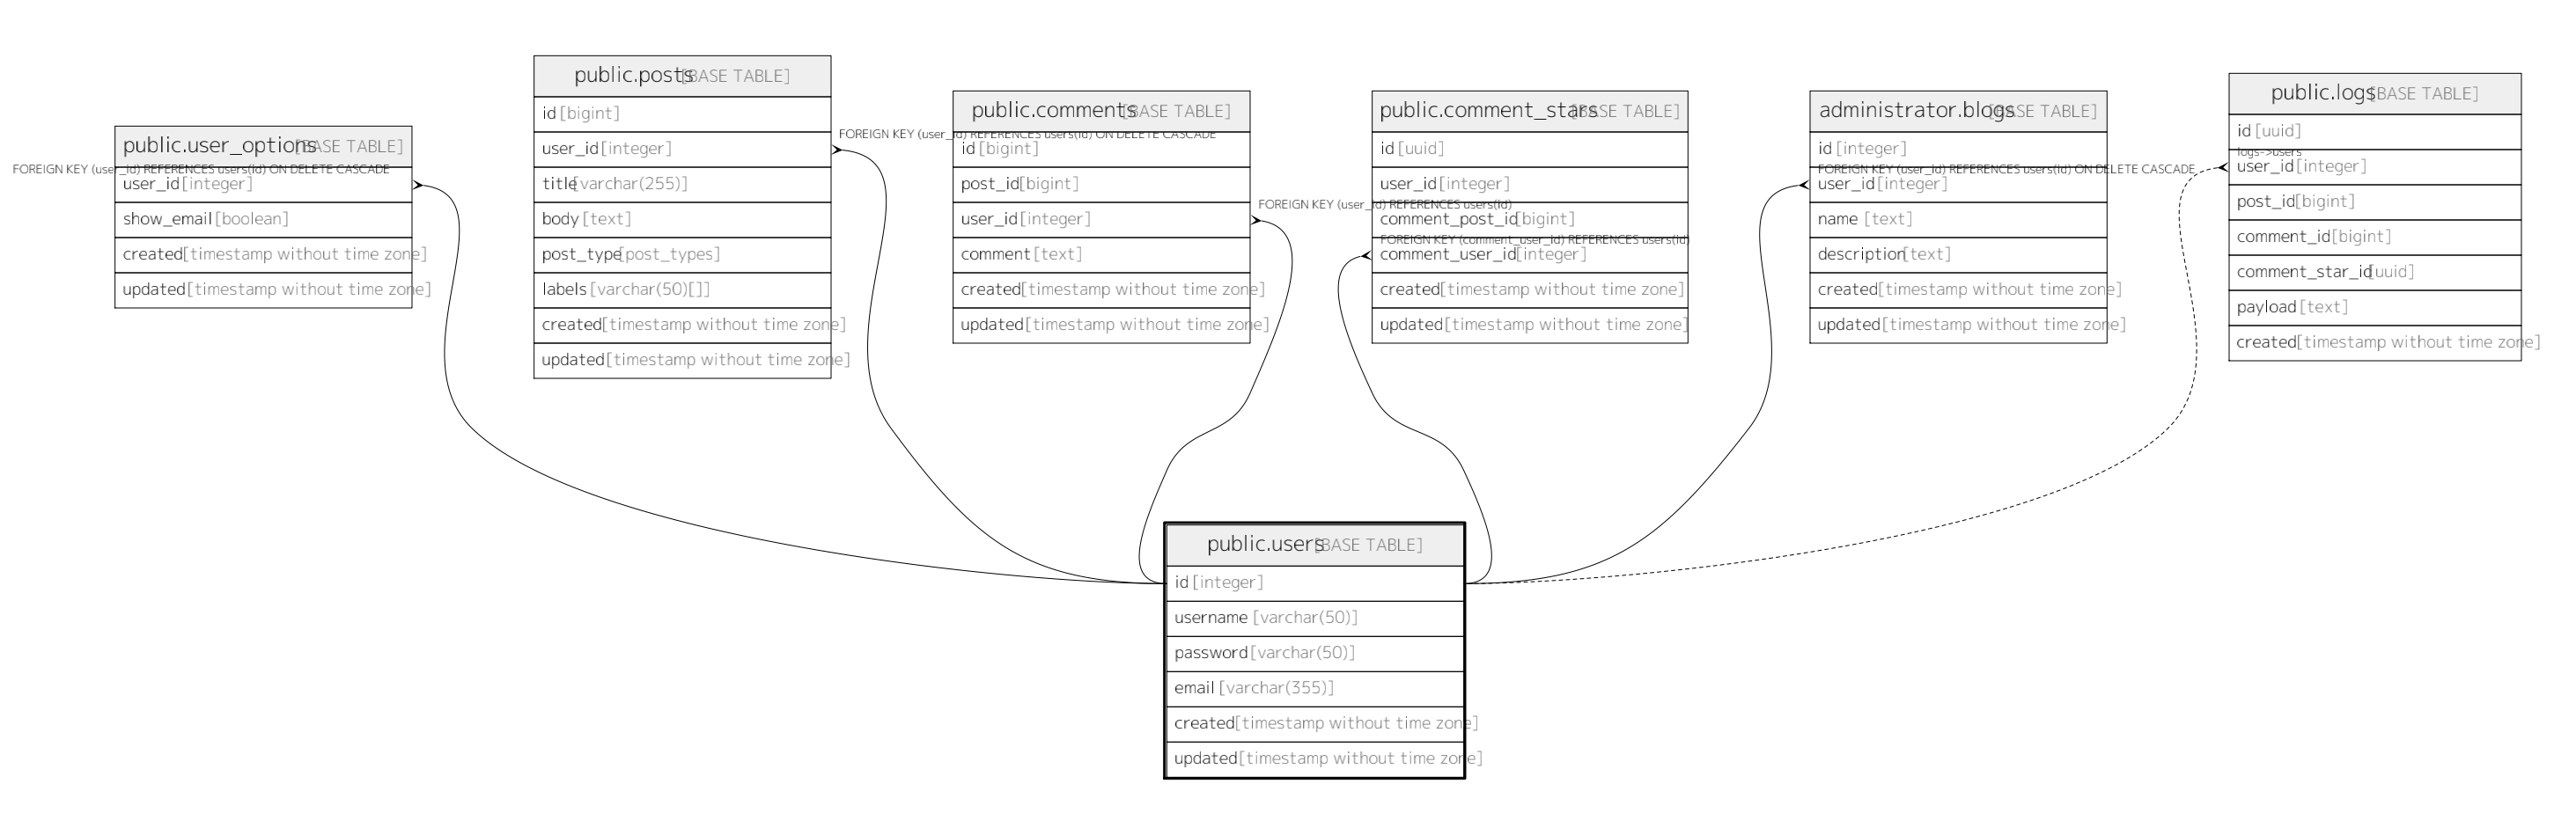 public.user_options [BASE TABLE]
FOREIGN KEY (user_id) REFERENCES users(id) ON DELETE CASCADE
user_id [integer]
show_email [boolean]
created [timestamp without time zone]
updated [timestamp without time zone]
public.posts [BASE TABLE]
id [bigint]
FOREIGN KEY (user_id) REFERENCES users(id) ON DELETE CASCADE
user_id [integer]
title [varchar(255)]
body [text]
post_type [post_types]
labels [varchar(50)[]]
created [timestamp without time zone]
updated [timestamp without time zone]
public.comments [BASE TABLE]
id [bigint]
post_id [bigint]
FOREIGN KEY (user_id) REFERENCES users(id)
user_id [integer]
comment [text]
created [timestamp without time zone]
updated [timestamp without time zone]
public.comment_stars [BASE TABLE]
id [uuid]
user_id [integer]
comment_post_id [bigint]
FOREIGN KEY (comment_user_id) REFERENCES users(id)
comment_user_id [integer]
created [timestamp without time zone]
updated [timestamp without time zone]
administrator.blogs [BASE TABLE]
id [integer]
FOREIGN KEY (user_id) REFERENCES users(id) ON DELETE CASCADE
user_id [integer]
name [text]
description [text]
created [timestamp without time zone]
updated [timestamp without time zone]
public.logs [BASE TABLE]
id [uuid]
logs->users
user_id [integer]
post_id [bigint]
comment_id [bigint]
comment_star_id [uuid]
payload [text]
created [timestamp without time zone]
public.users [BASE TABLE]
id [integer]
username [varchar(50)]
password [varchar(50)]
email [varchar(355)]
created [timestamp without time zone]
updated [timestamp without time zone]